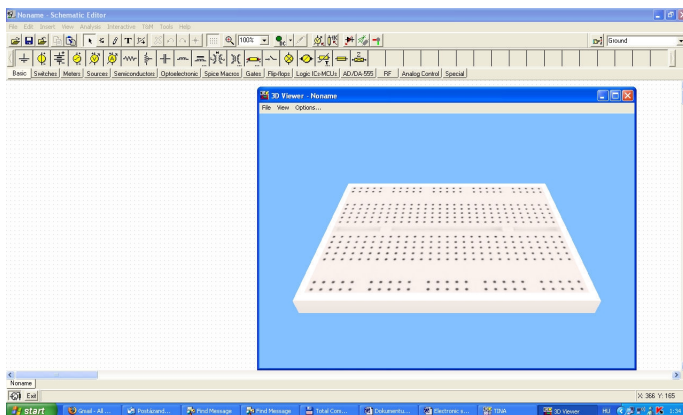 Noname - Schematic Editor
File Edit Insert View Analysis Interactive T&M Tools Help
100%
Ground
Basic Switches Meters Sources Semiconductors Optoelectronic Spice Macros Gates Flip-flops Logic ICs-MCUs AD/DA-555 RF Analog Control Special
3D Viewer - Noname
File View Options...
Noname
Exit
X: 366 Y: 165
start
Gmail - All ...
Postázand...
Find Message
Find Message
Total Com...
Dokumentu...
Electronic s...
TINA
3D Viewer
HU
1:34